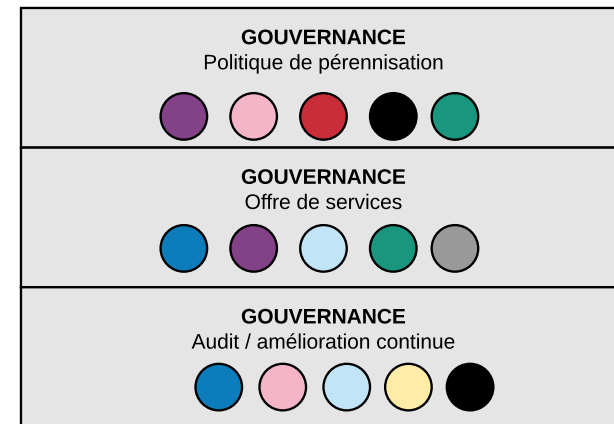 GOUVERNANCE
Politique de pérennisation
GOUVERNANCE
Offre de services
GOUVERNANCE
Audit / amélioration continue